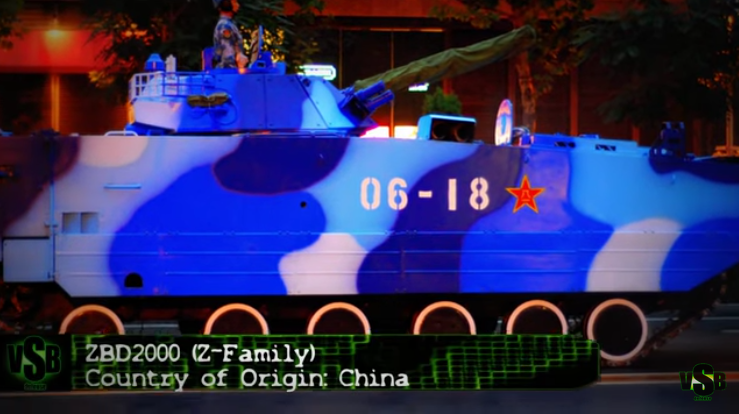 06-18
ZBD2000 (Z-Family)
Country of Origin: China
VSB
VSB